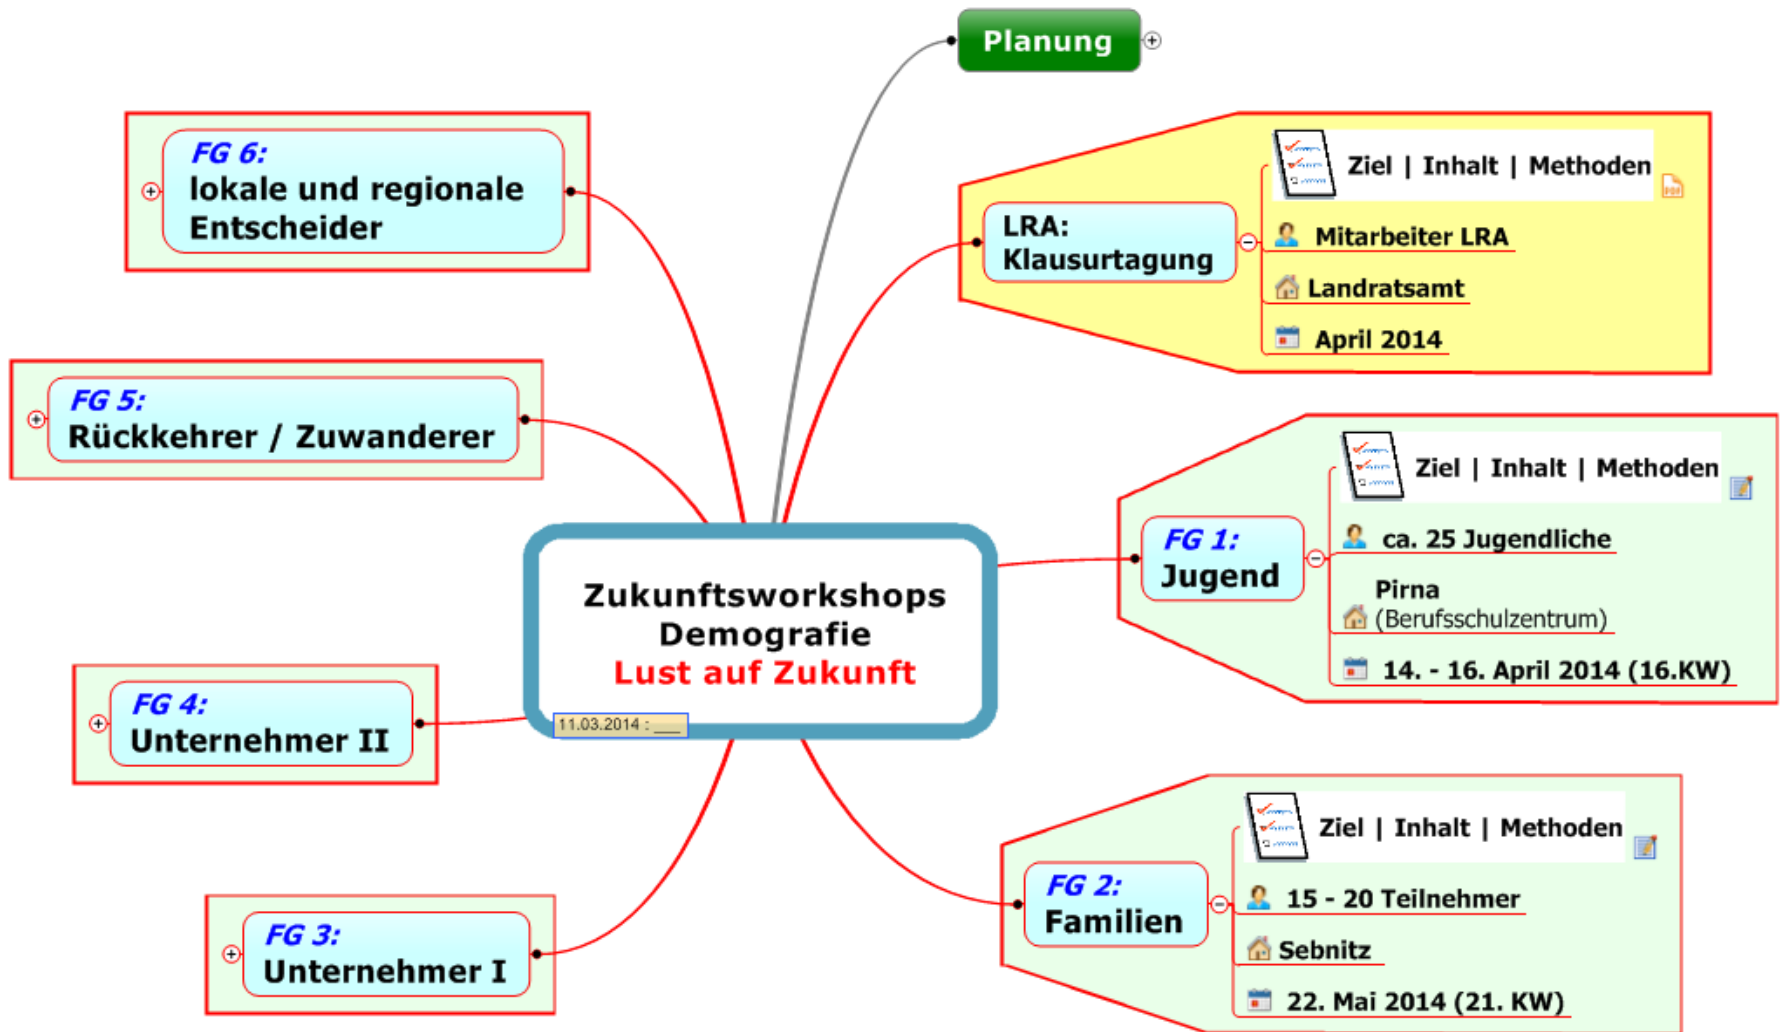 Planung
LRA:
Klausurtagung
Ziel | Inhalt | Methoden
PDF
Mitarbeiter LRA
Landratsamt
April 2014
FG 1:
Jugend
Ziel | Inhalt | Methoden
ca. 25 Jugendliche
Pirna
(Berufsschulzentrum)
14. - 16. April 2014 (16.KW)
FG 2:
Familien
Ziel | Inhalt | Methoden
15 - 20 Teilnehmer
Sebnitz
22. Mai 2014 (21. KW)
Zukunftsworkshops
Demografie
Lust auf Zukunft
11.03.2014 : ___
FG 6:
lokale und regionale
Entscheider
FG 5:
Rückkehrer / Zuwanderer
FG 4:
Unternehmer II
FG 3:
Unternehmer I